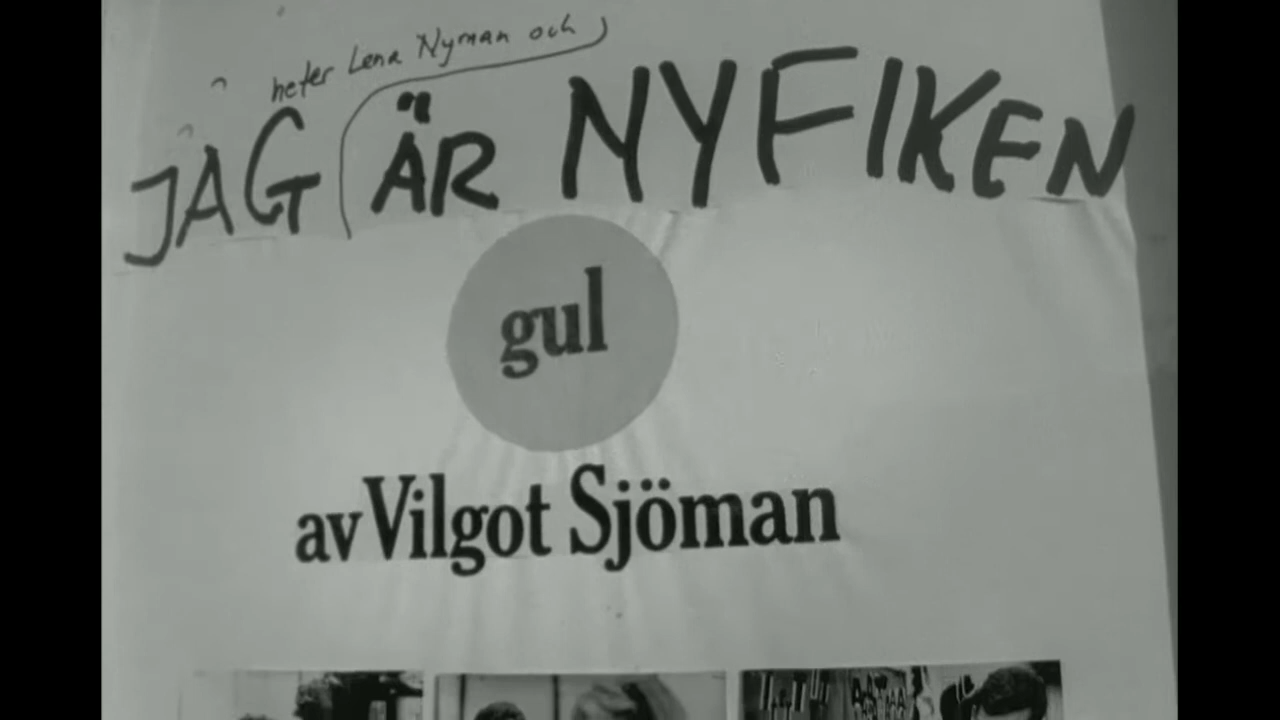 heter Lena Nyman och
JAG ÄR NYFIKEN
gul
av Vilgot Sjöman